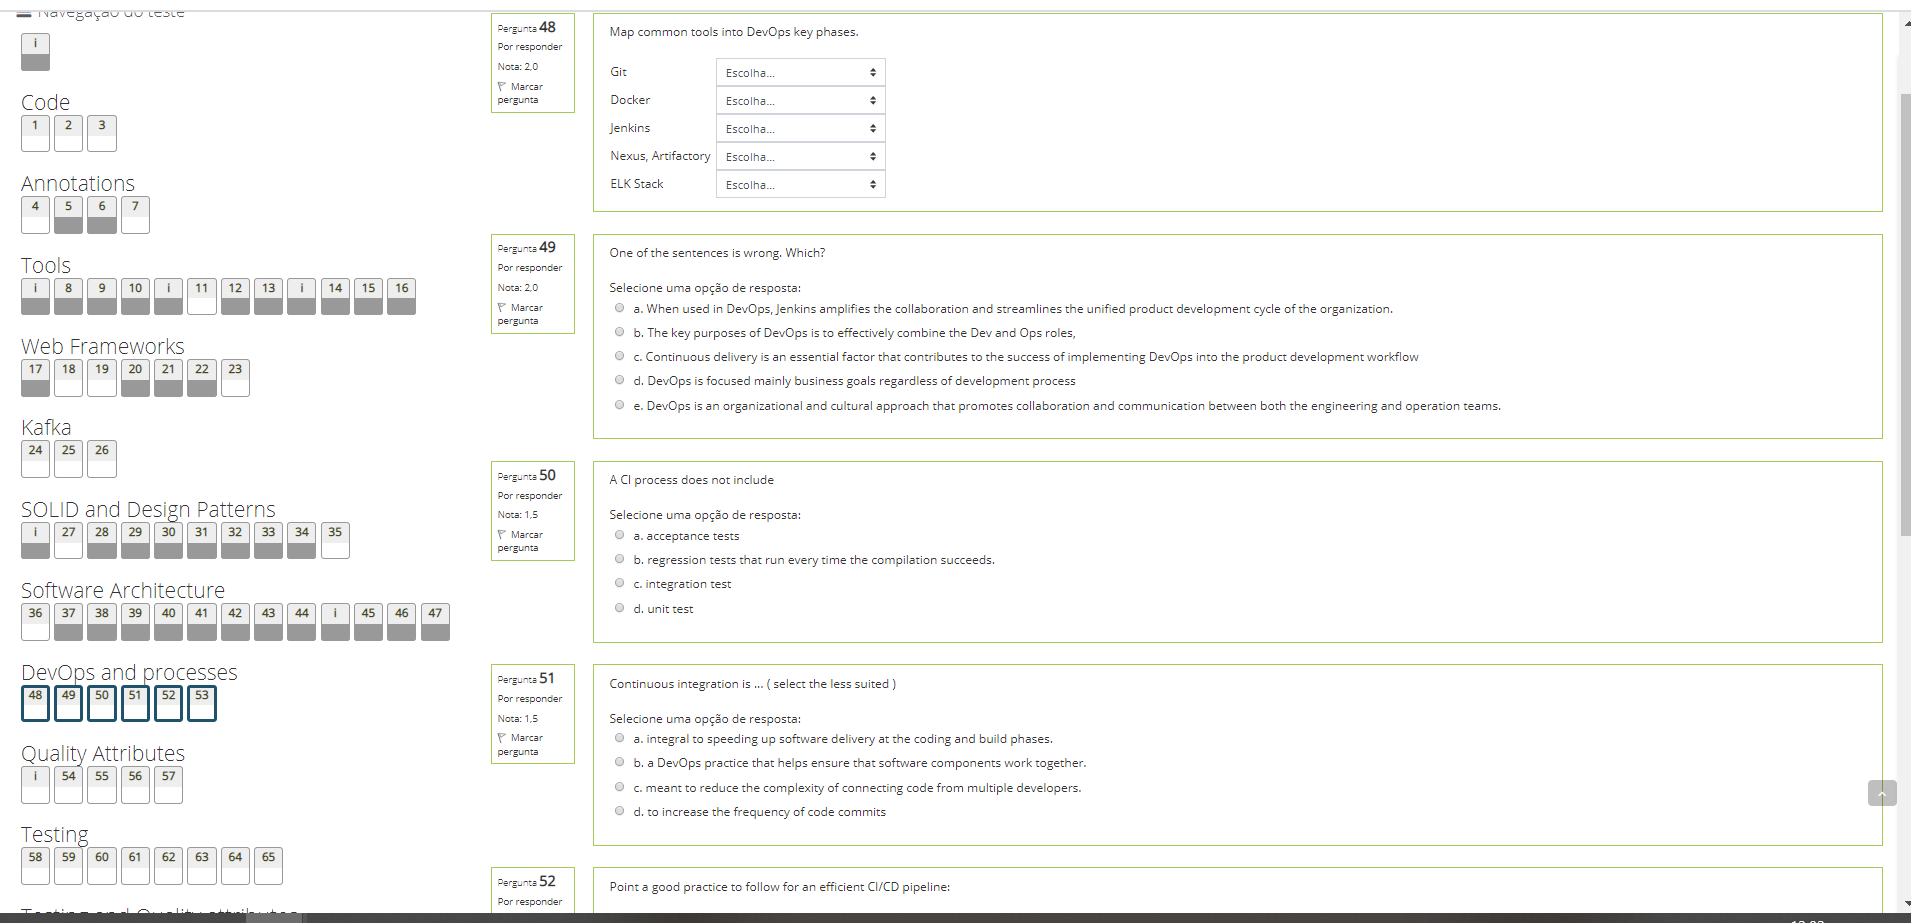 Navegação do teste
i
Code
1 2 3
Annotations
4 5 6 7
Tools
i 8 9 10 i 11 12 13 i 14 15 16
Web Frameworks
17 18 19 20 21 22 23
Kafka
24 25 26
SOLID and Design Patterns
i 27 28 29 30 31 32 33 34 35
Software Architecture
36 37 38 39 40 41 42 43 44 i 45 46 47
DevOps and processes
48 49 50 51 52 53
Quality Attributes
i 54 55 56 57
Testing
58 59 60 61 62 63 64 65
Testing and Quality attributes
Pergunta 48
Por responder
Nota: 2,0
Marcar
pergunta
Map common tools into DevOps key phases.
Git Escolha...
Docker Escolha...
Jenkins Escolha...
Nexus, Artifactory Escolha...
ELK Stack Escolha...
Pergunta 49
Por responder
Nota: 2,0
Marcar
pergunta
One of the sentences is wrong. Which?
Selecione uma opção de resposta:
a. When used in DevOps, Jenkins amplifies the collaboration and streamlines the unified product development cycle of the organization.
b. The key purposes of DevOps is to effectively combine the Dev and Ops roles,
c. Continuous delivery is an essential factor that contributes to the success of implementing DevOps into the product development workflow
d. DevOps is focused mainly business goals regardless of development process
e. DevOps is an organizational and cultural approach that promotes collaboration and communication between both the engineering and operation teams.
Pergunta 50
Por responder
Nota: 1,5
Marcar
pergunta
A CI process does not include
Selecione uma opção de resposta:
a. acceptance tests
b. regression tests that run every time the compilation succeeds.
c. integration test
d. unit test
Pergunta 51
Por responder
Nota: 1,5
Marcar
pergunta
Continuous integration is ... ( select the less suited )
Selecione uma opção de resposta:
a. integral to speeding up software delivery at the coding and build phases.
b. a DevOps practice that helps ensure that software components work together.
c. meant to reduce the complexity of connecting code from multiple developers.
d. to increase the frequency of code commits
Pergunta 52
Por responder
Point a good practice to follow for an efficient CI/CD pipeline: